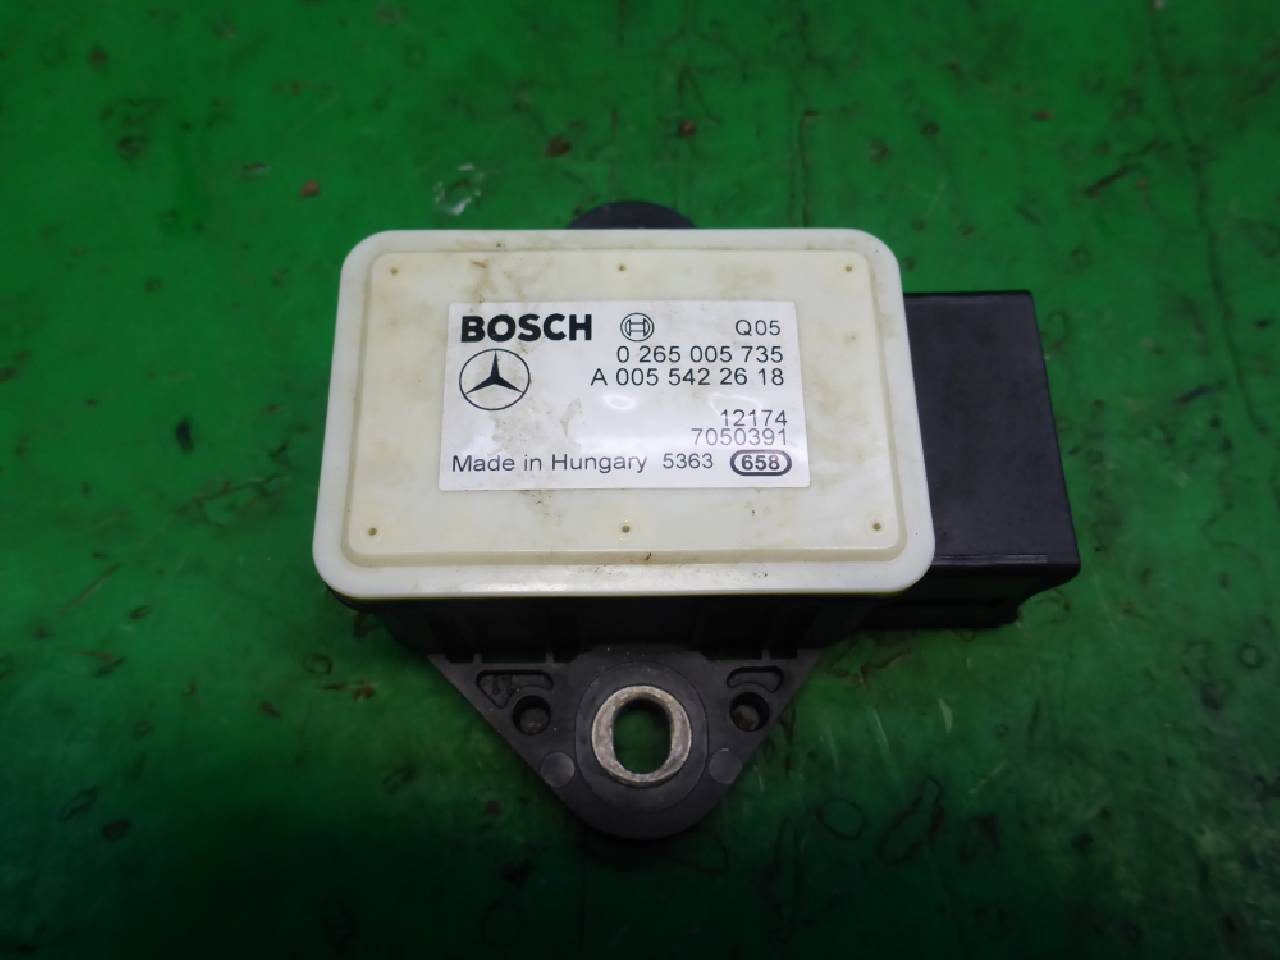 BOSCH Q05
0 265 005 735
A 005 542 26 18
12174
7050391
Made in Hungary 5363 658